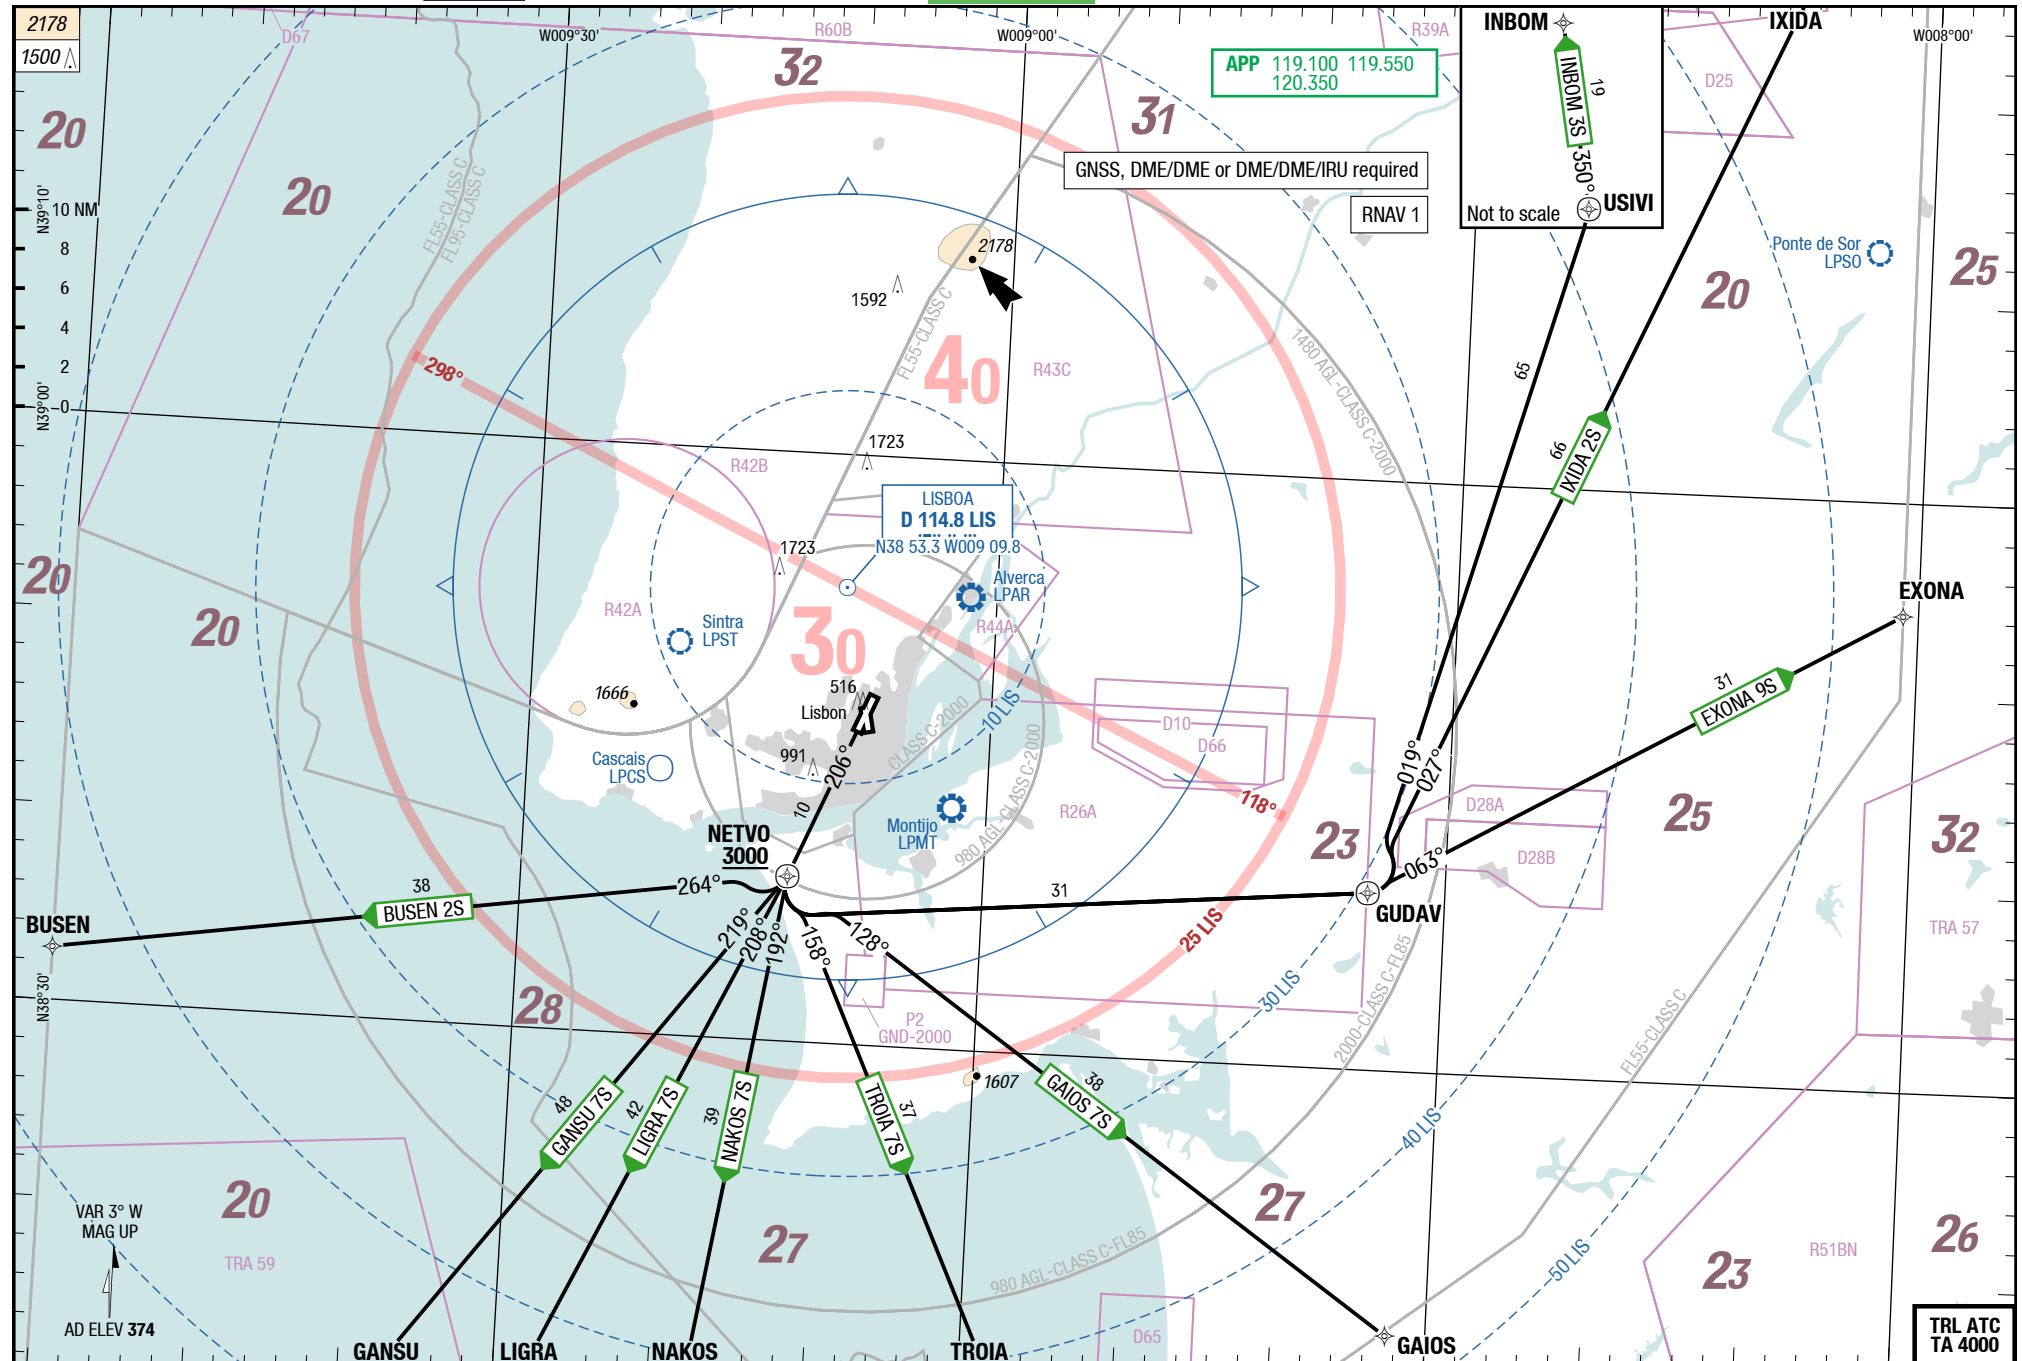 2178
1500
D67
W009°30'
R60B
W009°00'
R39A
INBOM
IXIDA
W008°00'
APP 119.100 119.550
120.350
D25
19
INBOM 3S
350°
USIVI
Not to scale
32
31
20
20
GNSS, DME/DME or DME/DME/IRU required
RNAV 1
FL55-CLASS C
FL95-CLASS C
N39°10'
10 NM
8
6
4
2
0
N39°00'
2178
1592
FL55-CLASS C
Ponte de Sor
LPSO
25
20
40
R43C
1480 AGL-CLASS C-2000
65
298°
66
IXIDA 2S
1723
R42B
LISBOA
D 114.8 LIS
N38 53.3 W009 09.8
1723
Alverca
LPAR
R44A
20
20
R42A
Sintra
LPST
30
EXONA
31
EXONA 9S
1666
516
Lisbon
10 LIS
CLASS C-2000
D10
D66
991
206°
Cascais
LPCS
019°
027°
980 AGL-CLASS C-2000
118°
10
Montijo
LPMT
R26A
23
D28A
25
32
D28B
NETVO
3000
063°
264°
38
BUSEN 2S
31
GUDAV
BUSEN
219°
208°
192°
158°
128°
25 LIS
TRA 57
N38°30'
28
P2
GND-2000
30 LIS
2000-CLASS C-FL85
FL55-CLASS C
1607
48
GANSU 7S
42
LIGRA 7S
39
NAKOS 7S
TROIA 7S
37
GAIOS 7S
38
40 LIS
20
VAR 3° W
MAG UP
TRA 59
27
27
980 AGL-CLASS C-FL85
50 LIS
23
R51BN
26
AD ELEV 374
D65
GANSU
LIGRA
NAKOS
TROIA
GAIOS
TRL ATC
TA 4000